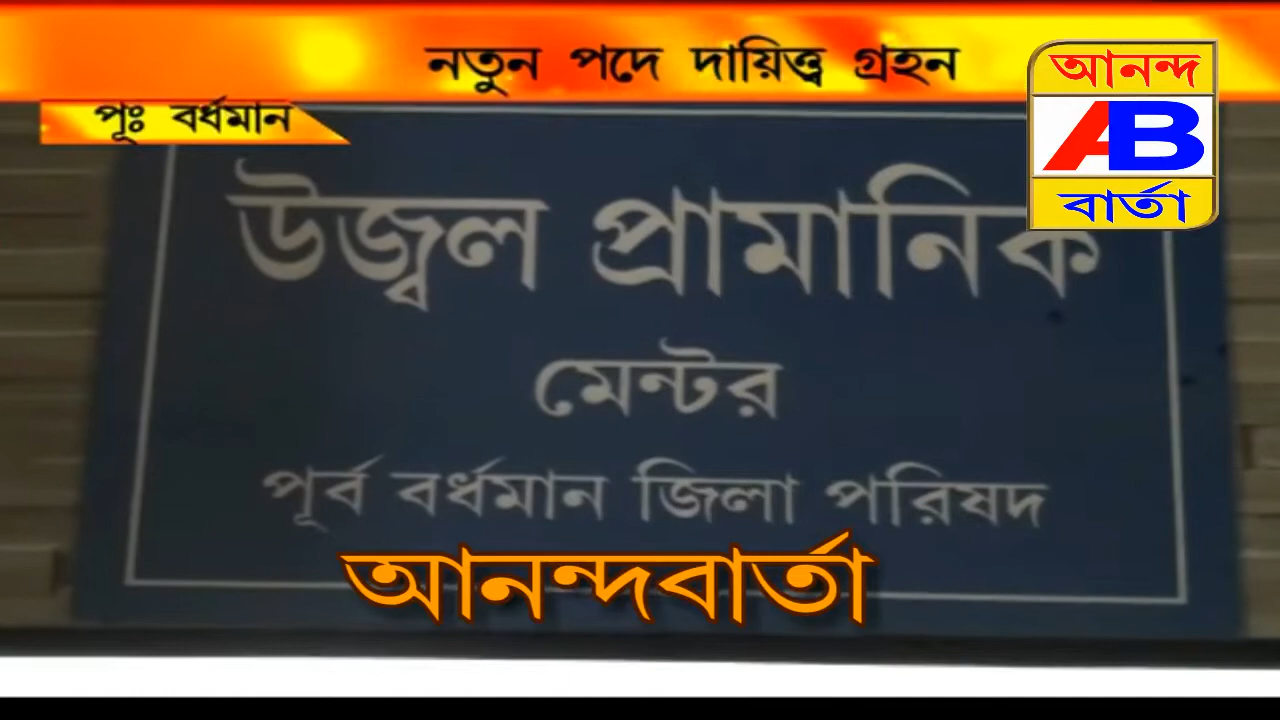 নতুন পদে দায়িত্ত্ব গ্রহন
পূঃ বর্ধমান
আনন্দ
AB
বার্তা
উজ্বল প্রামানিক
মেন্টর
পূর্ব বর্ধমান জিলা পরিষদ
আনন্দবার্তা